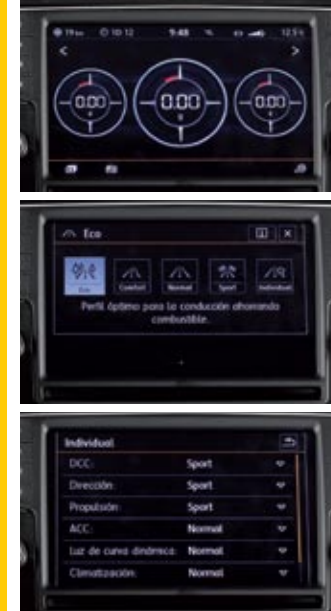 19 km 10:12 9:48 12.5
0.00 0.00 0.00
Eco
Eco Comfort Normal Sport Individual
Perfil óptimo para la conducción ahorrando
combustible.
Individual
DCC: Sport
Dirección: Sport
Propulsión: Sport
ACC: Normal
Luz de curva dinámica: Normal
Climatización: Normal